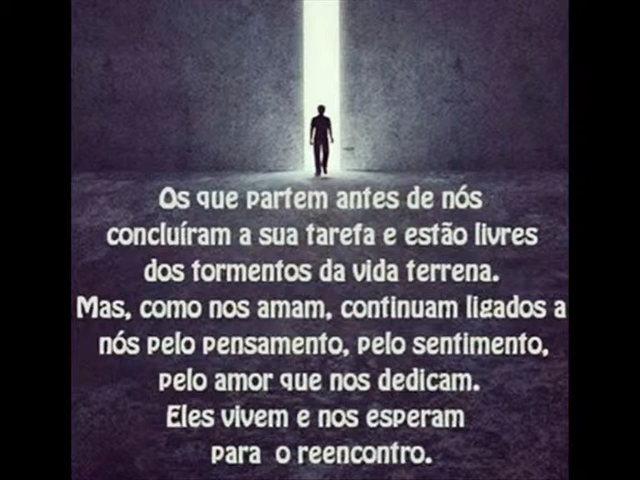 Os que partem antes de nós
concluíram a sua tarefa e estão livres
dos tormentos da vida terrena.
Mas, como nos amam, continuam ligados a
nós pelo pensamento, pelo sentimento,
pelo amor que nos dedicam.
Eles vivem e nos esperam
para o reencontro.